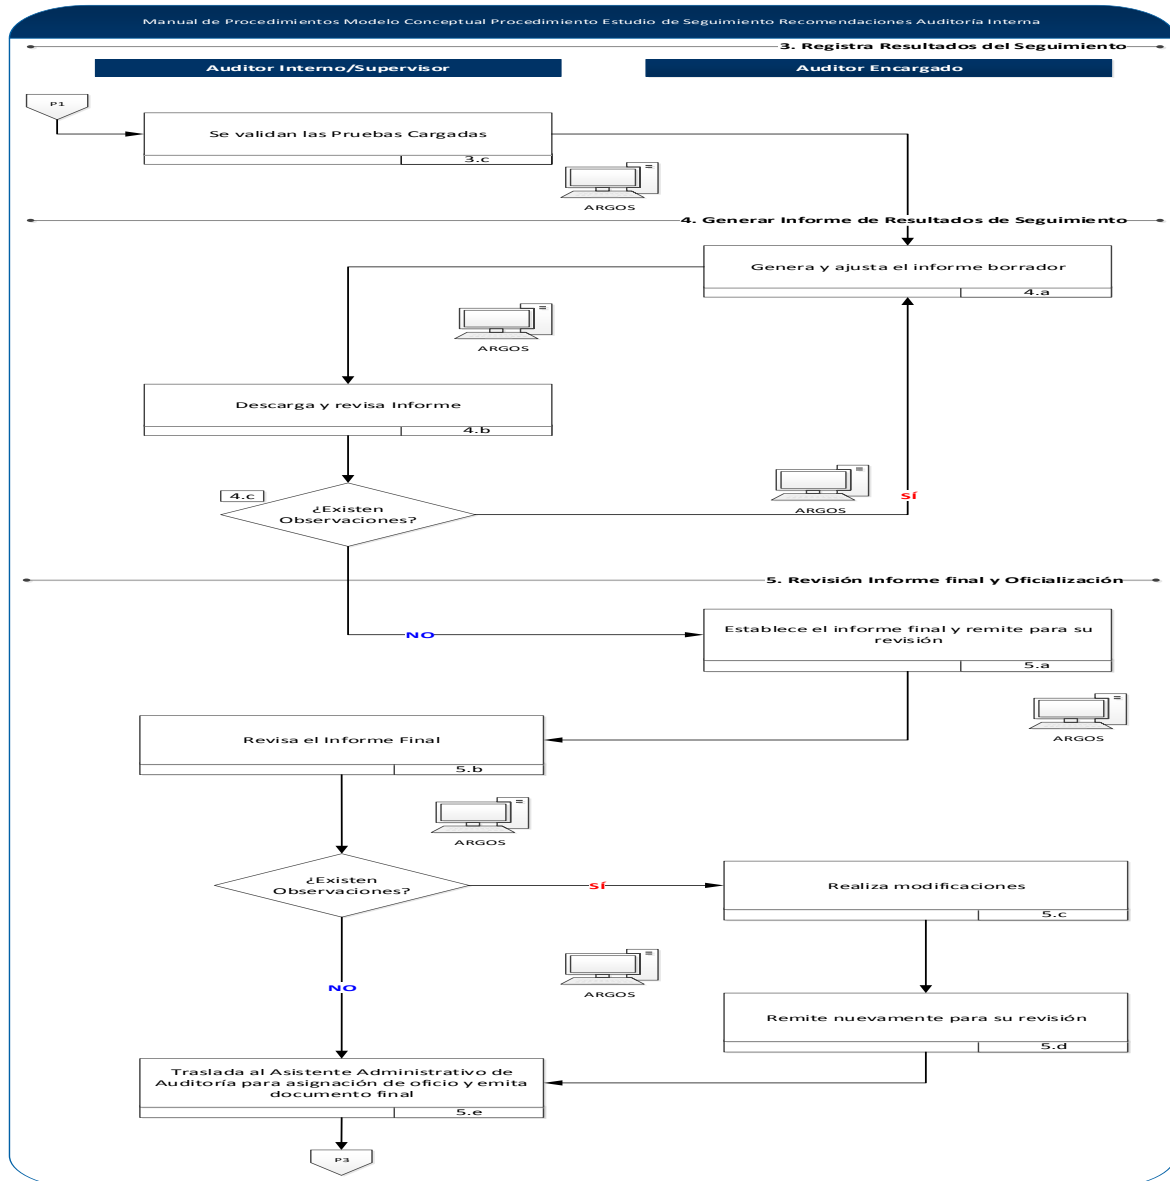 Manual de Procedimientos Modelo Conceptual Procedimiento Estudio de Seguimiento Recomendaciones Auditoría Interna
3. Registra Resultados del Seguimiento
Auditor Interno/Supervisor
Auditor Encargado
P1
Se validan las Pruebas Cargadas
3.c
ARGOS
4. Generar Informe de Resultados de Seguimiento
Genera y ajusta el informe borrador
4.a
ARGOS
Descarga y revisa Informe
4.b
4.c
¿Existen
Observaciones?
ARGOS
Sí
5. Revisión Informe final y Oficialización
NO
Establece el informe final y remite para su
revisión
5.a
ARGOS
Revisa el Informe Final
5.b
ARGOS
¿Existen
Observaciones?
Sí
Realiza modificaciones
5.c
ARGOS
NO
Remite nuevamente para su revisión
5.d
Traslada al Asistente Administrativo de
Auditoría para asignación de oficio y emita
documento final
5.e
P3